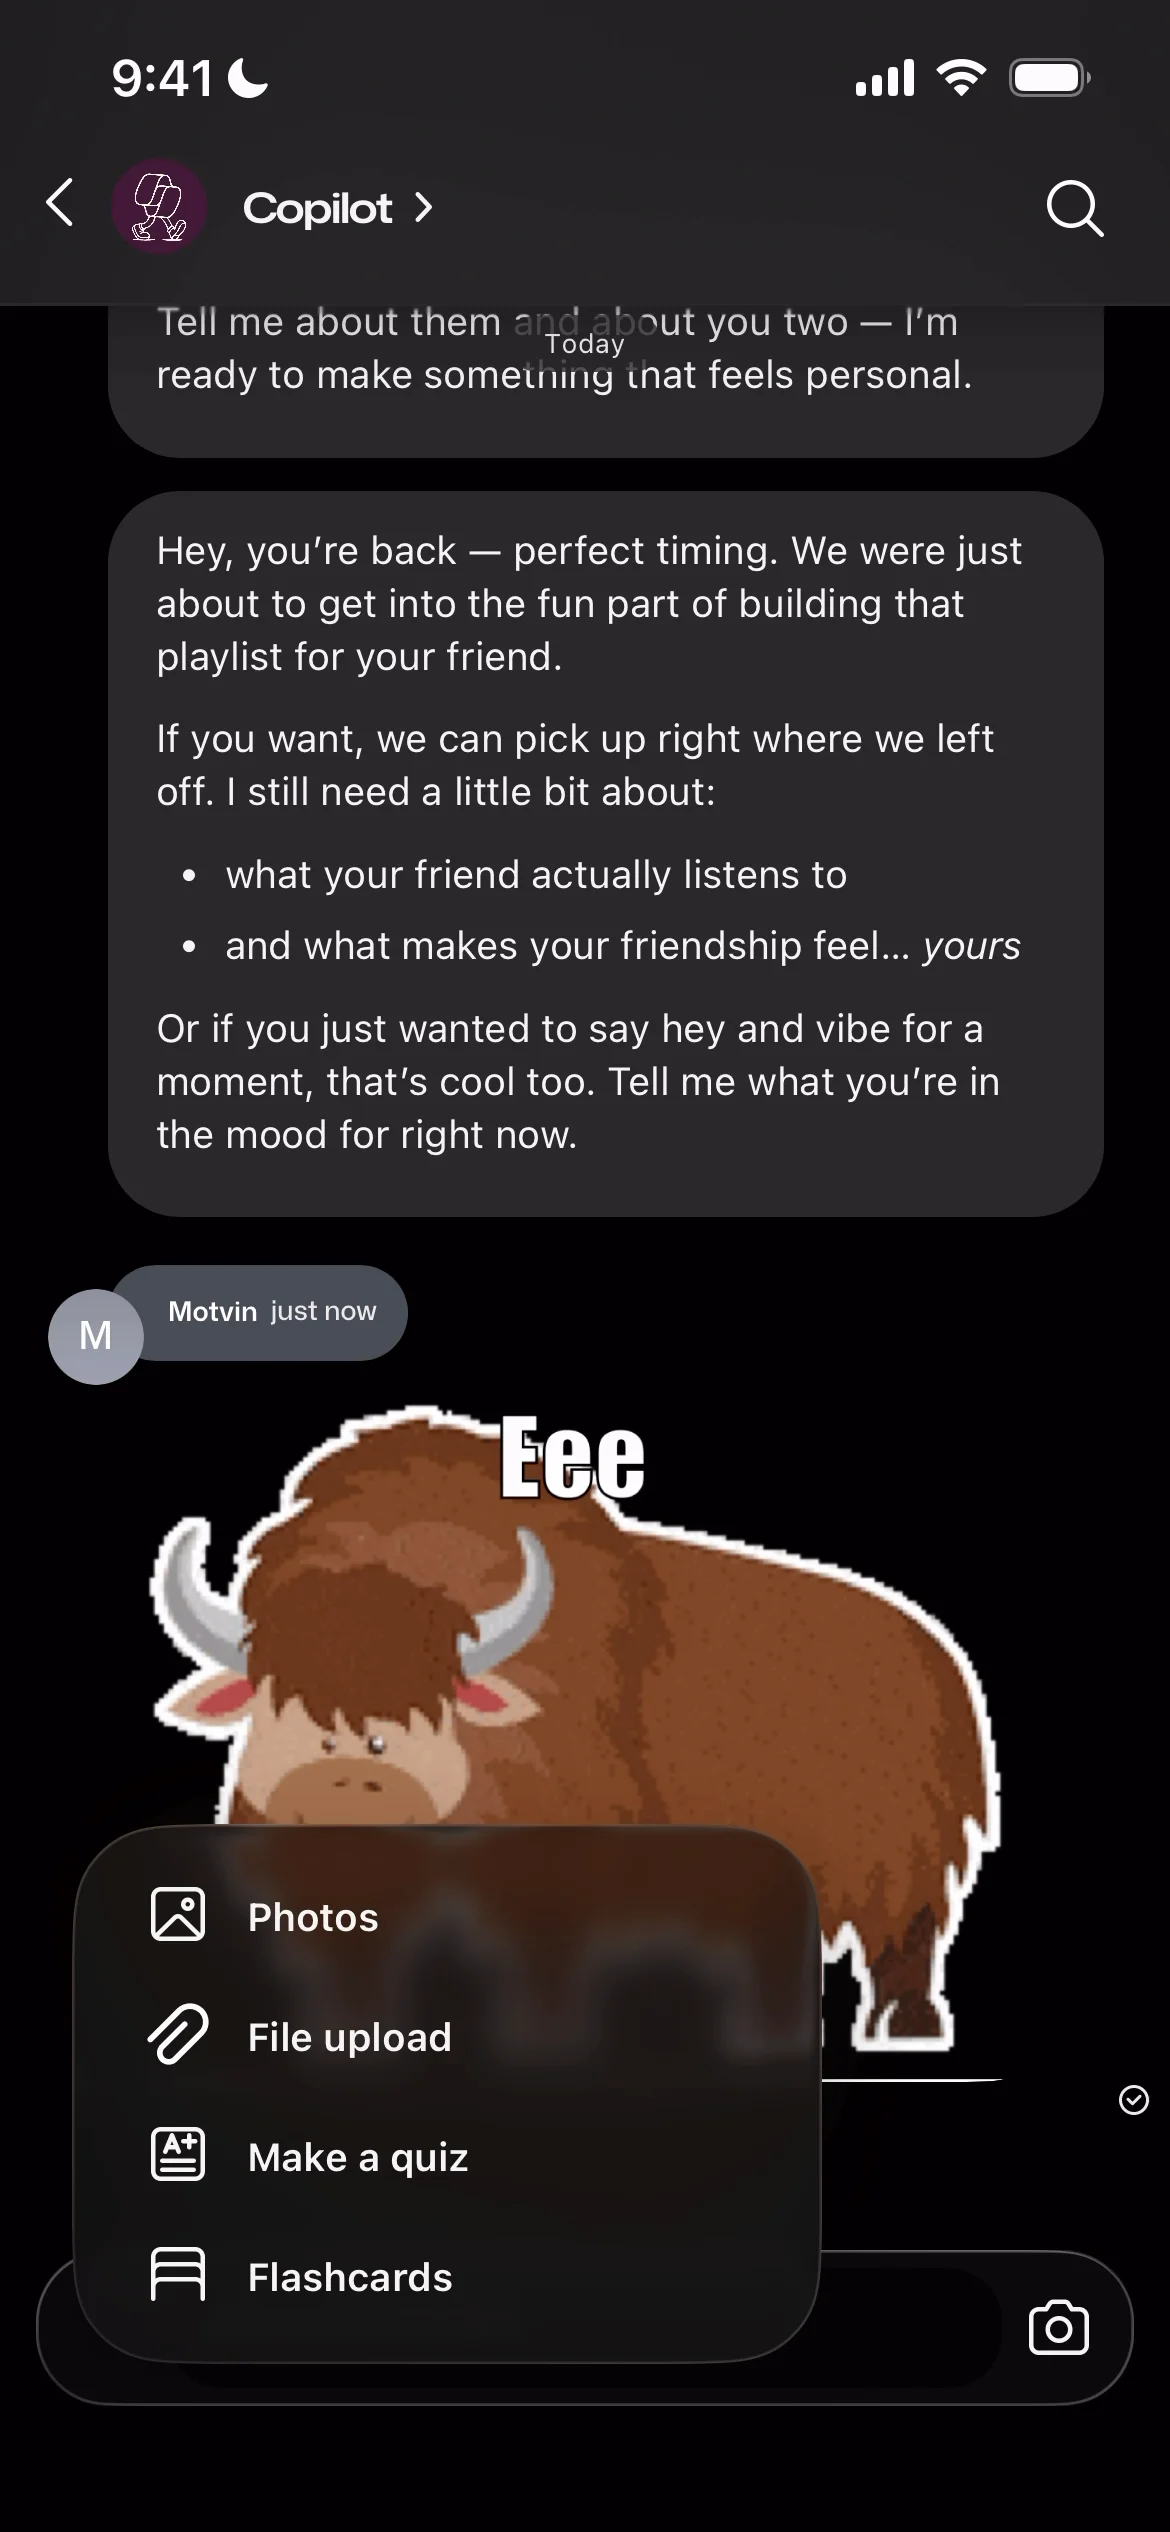 9:41
Copilot
Tell me about them and about you two — I’m
Today
ready to make something that feels personal.
Hey, you’re back — perfect timing. We were just
about to get into the fun part of building that
playlist for your friend.
If you want, we can pick up right where we left
off. I still need a little bit about:
• what your friend actually listens to
• and what makes your friendship feel… yours
Or if you just wanted to say hey and vibe for a
moment, that’s cool too. Tell me what you’re in
the mood for right now.
M
Motvin just now
Eee
Photos
File upload
A+
Make a quiz
Flashcards